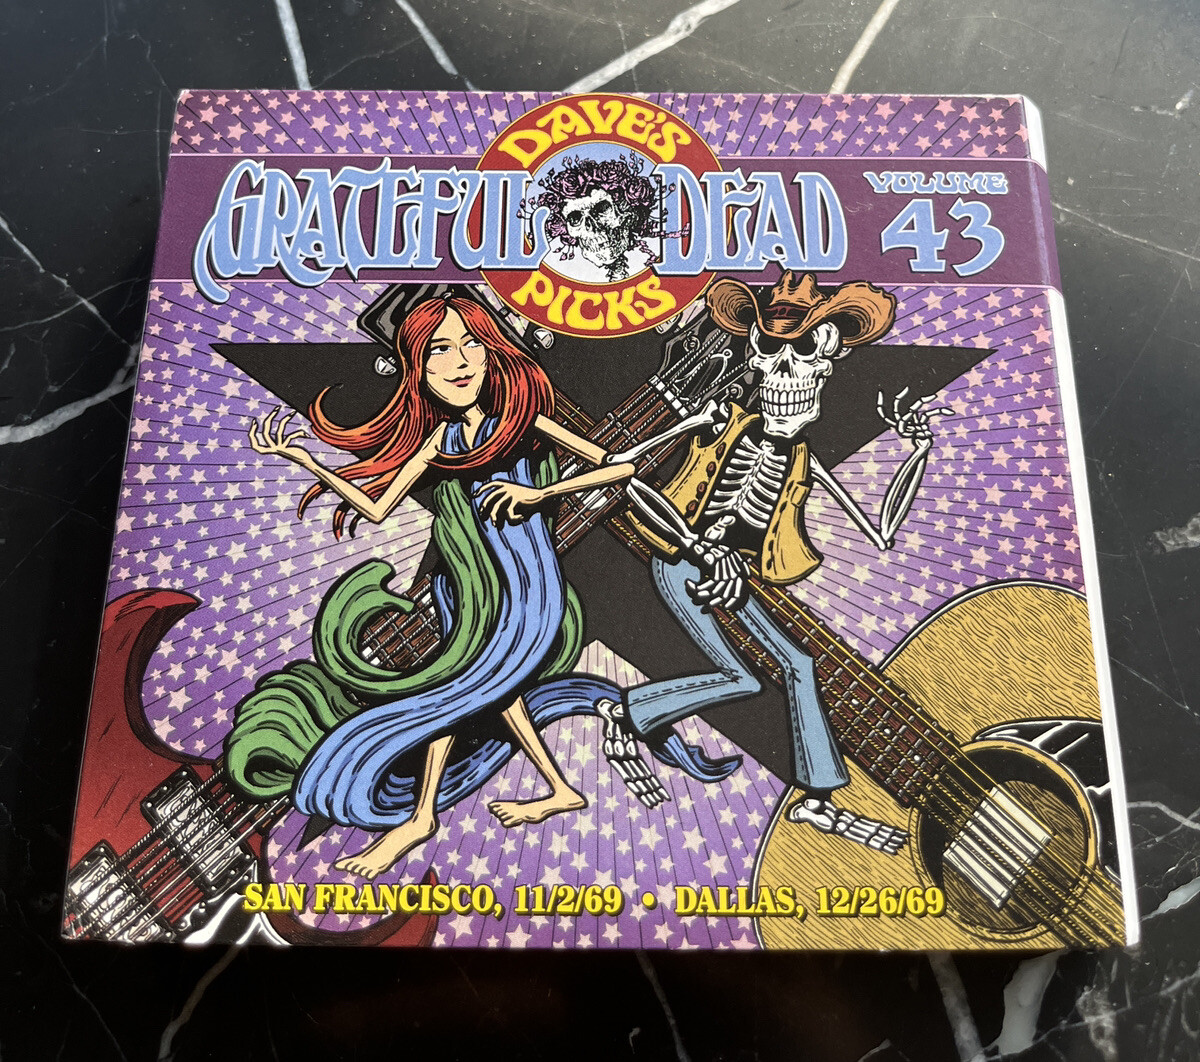 DAVE'S
GRATEFUL DEAD
VOLUME
43
PICKS
SAN FRANCISCO, 11/2/69 • DALLAS, 12/26/69